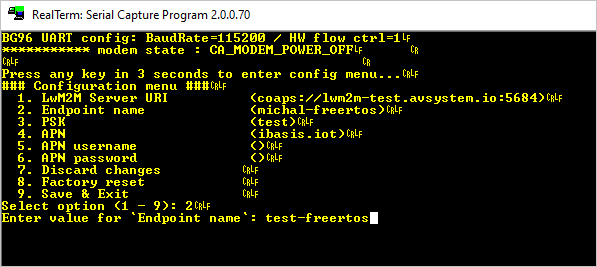 RealTerm: Serial Capture Program 2.0.0.70
BG96 UART config: BaudRate=115200 / HW flow ctrl=1LF
*********** modem state : CA_MODEM_POWER_OFFLF CR
CRLF CR
Press any key in 3 seconds to enter config menu...CRLF
### Configuration menu ###CRLF
1. LwM2M Server URI (coaps://lwm2m-test.avsystem.io:5684)CRLF
2. Endpoint name (michal-freertos)CRLF
3. PSK (test)CRLF
4. APN (ibasis.iot)CRLF
5. APN username ()CRLF
6. APN password ()CRLF
7. Discard changes CRLF
8. Factory reset CRLF
9. Save & Exit CRLF
Select option (1 - 9): 2CRLF
Enter value for `Endpoint name`: test-freertos